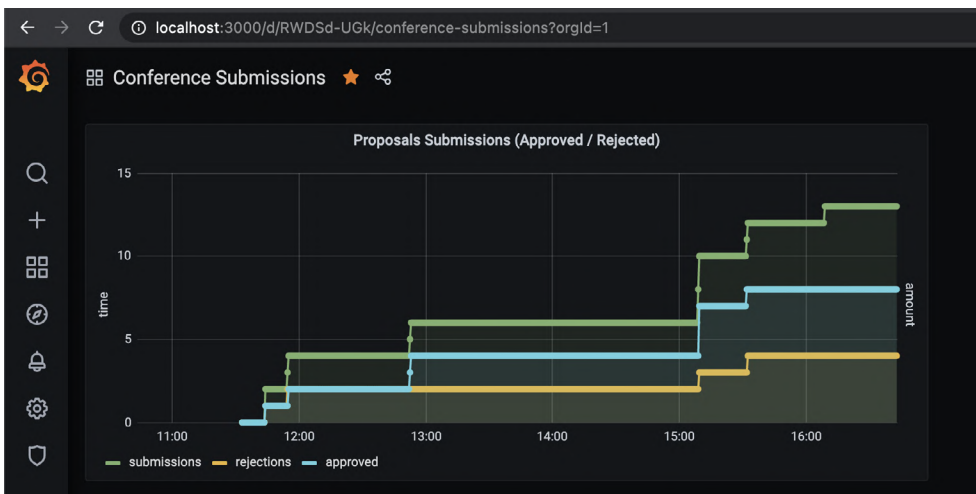 localhost:3000/d/RWDSd-UGk/conference-submissions?orgId=1
Conference Submissions
Proposals Submissions (Approved / Rejected)
15
10
5
0
time
amount
11:00 12:00 13:00 14:00 15:00 16:00
submissions rejections approved